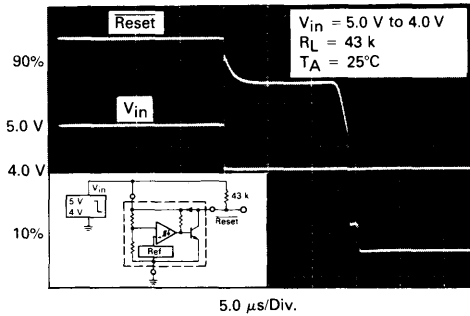 Reset
V_in = 5.0 V to 4.0 V
R_L = 43 k
T_A = 25°C
90%
V_in
5.0 V
4.0 V
V_in
5 V
4 V
43 k
Reset
Ref
10%
5.0 μs/Div.